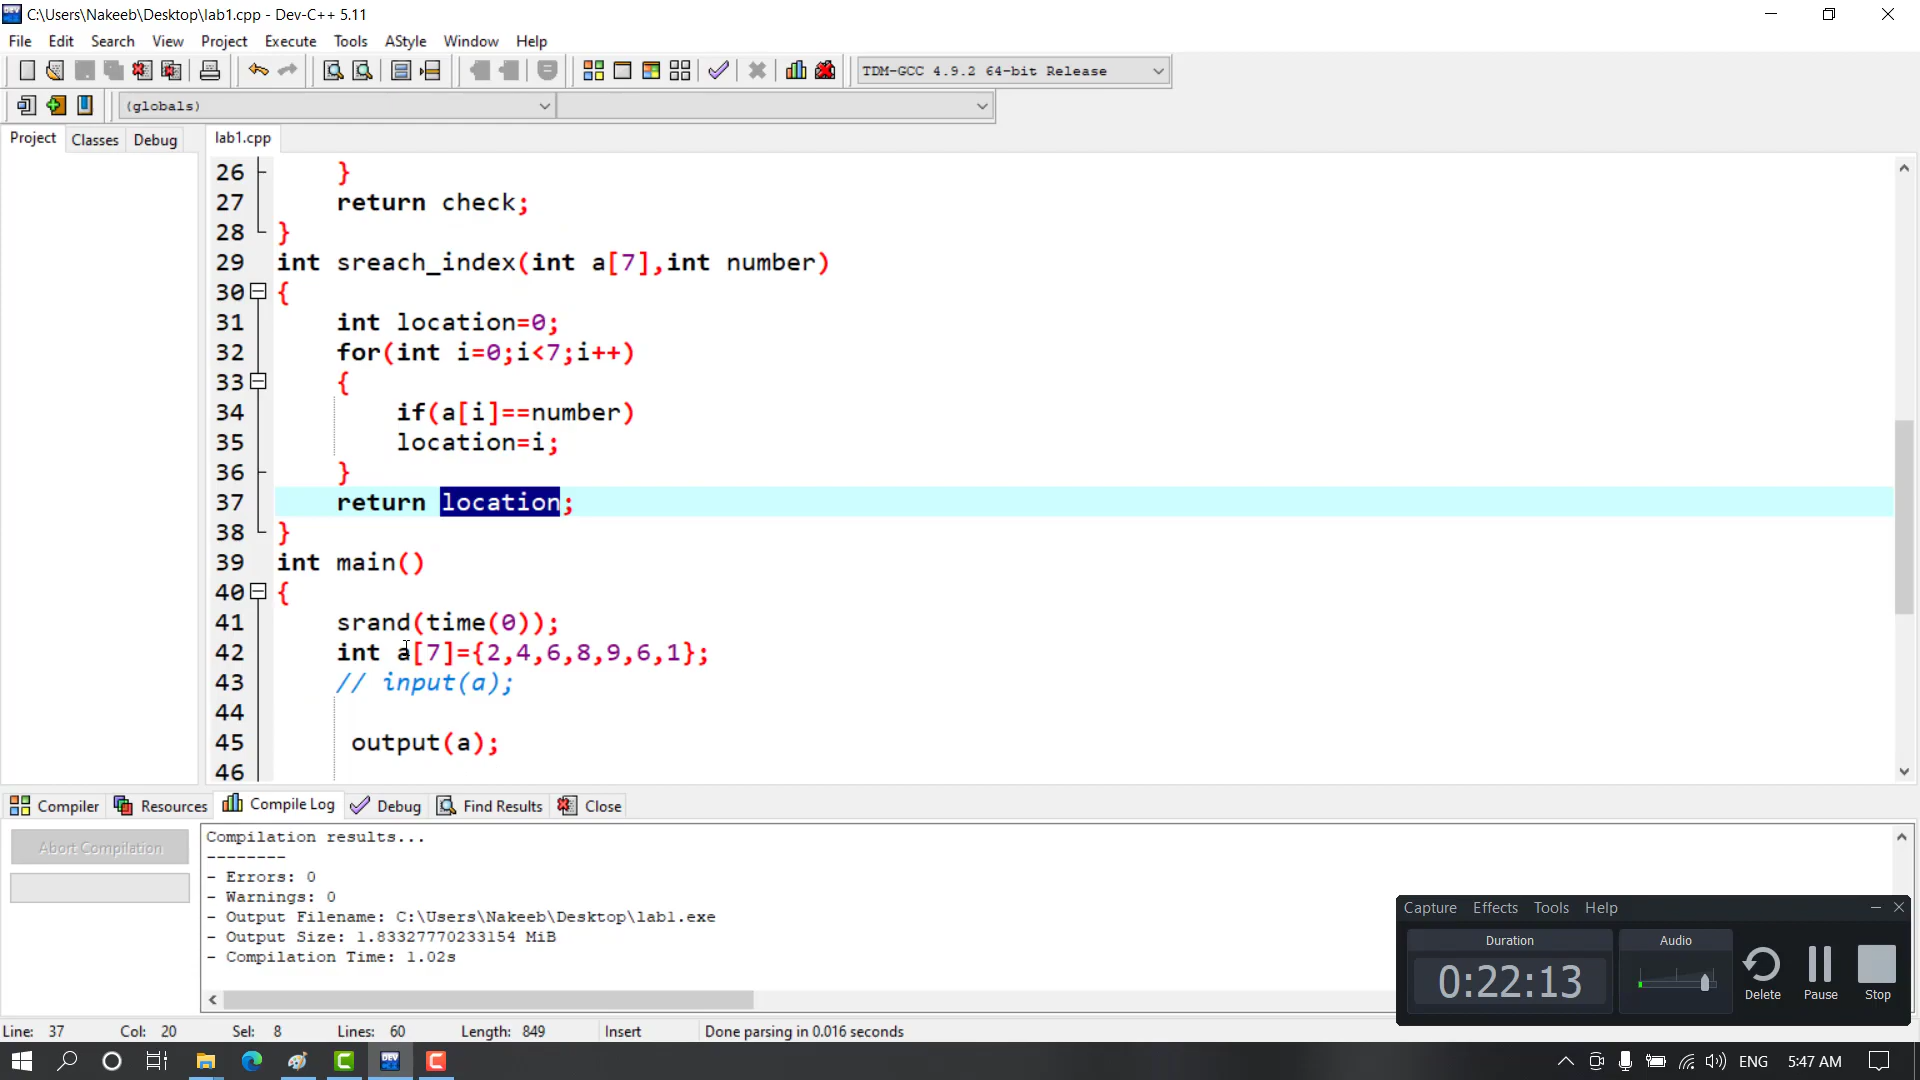 C:\Users\Nakeeb\Desktop\lab1.cpp - Dev-C++ 5.11
File Edit Search View Project Execute Tools AStyle Window Help
TDM-GCC 4.9.2 64-bit Release
(globals)
Project Classes Debug lab1.cpp
26 }
27 return check;
28 }
29 int sreach_index(int a[7],int number)
30 {
31 int location=0;
32 for(int i=0;i<7;i++)
33 {
34 if(a[i]==number)
35 location=i;
36 }
37 return location;
38 }
39 int main()
40 {
41 srand(time(0));
42 int a[7]={2,4,6,8,9,6,1};
43 // input(a);
44
45 output(a);
46
Compiler Resources Compile Log Debug Find Results Close
Abort Compilation
Compilation results...
--------
- Errors: 0
- Warnings: 0
- Output Filename: C:\Users\Nakeeb\Desktop\lab1.exe
- Output Size: 1.83327770233154 MiB
- Compilation Time: 1.02s
Capture Effects Tools Help
Duration Audio
0:22:13
Delete Pause Stop
Line: 37 Col: 20 Sel: 8 Lines: 60 Length: 849 Insert Done parsing in 0.016 seconds
DEV
ENG 5:47 AM